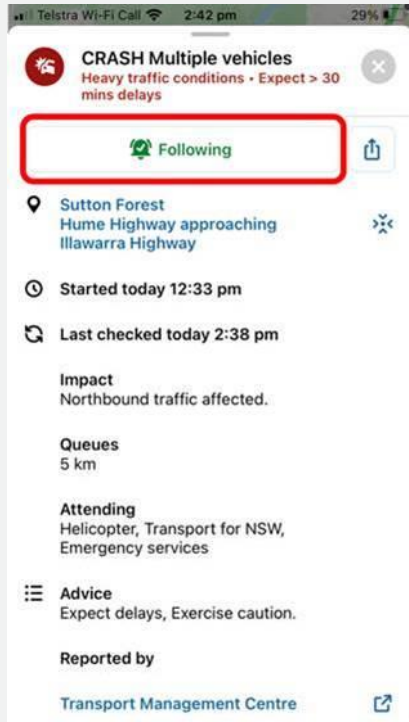 Telstra Wi-Fi Call 2:42 pm 29%
CRASH Multiple vehicles
Heavy traffic conditions • Expect > 30
mins delays
Following
Sutton Forest
Hume Highway approaching
Illawarra Highway
Started today 12:33 pm
Last checked today 2:38 pm
Impact
Northbound traffic affected.
Queues
5 km
Attending
Helicopter, Transport for NSW,
Emergency services
Advice
Expect delays, Exercise caution.
Reported by
Transport Management Centre